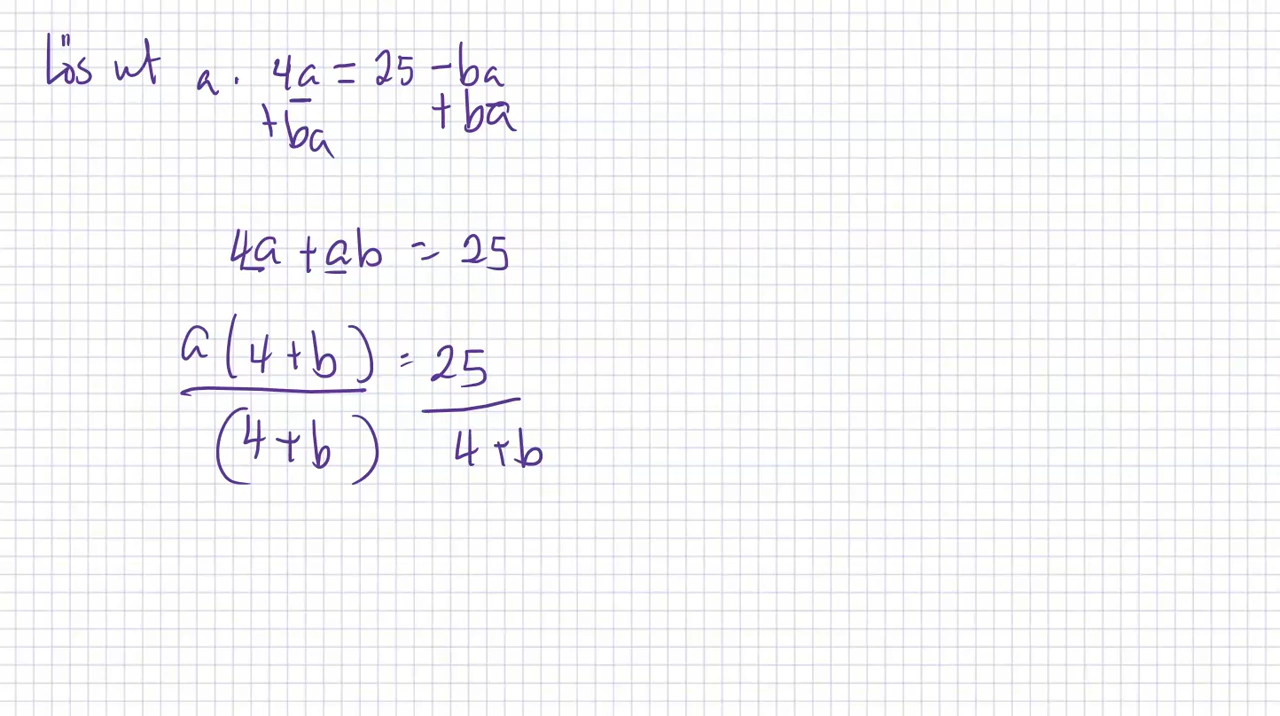 Lös ut a. 4a = 25 - ba
+ba +ba
4a + ab = 25
a(4+b) = 25
(4+b) 4+b